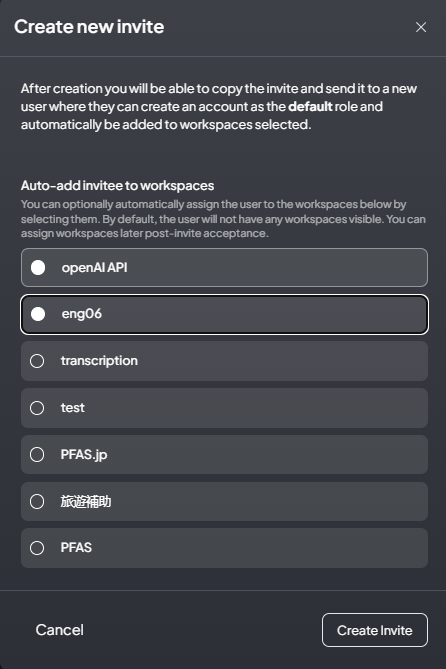 Create new invite
After creation you will be able to copy the invite and send it to a new
user where they can create an account as the default role and
automatically be added to workspaces selected.
Auto-add invitee to workspaces
You can optionally automatically assign the user to the workspaces below by
selecting them. By default, the user will not have any workspaces visible. You can
assign workspaces later post-invite acceptance.
openAI API
eng06
transcription
test
PFAS.jp
旅遊補助
PFAS
Cancel
Create Invite